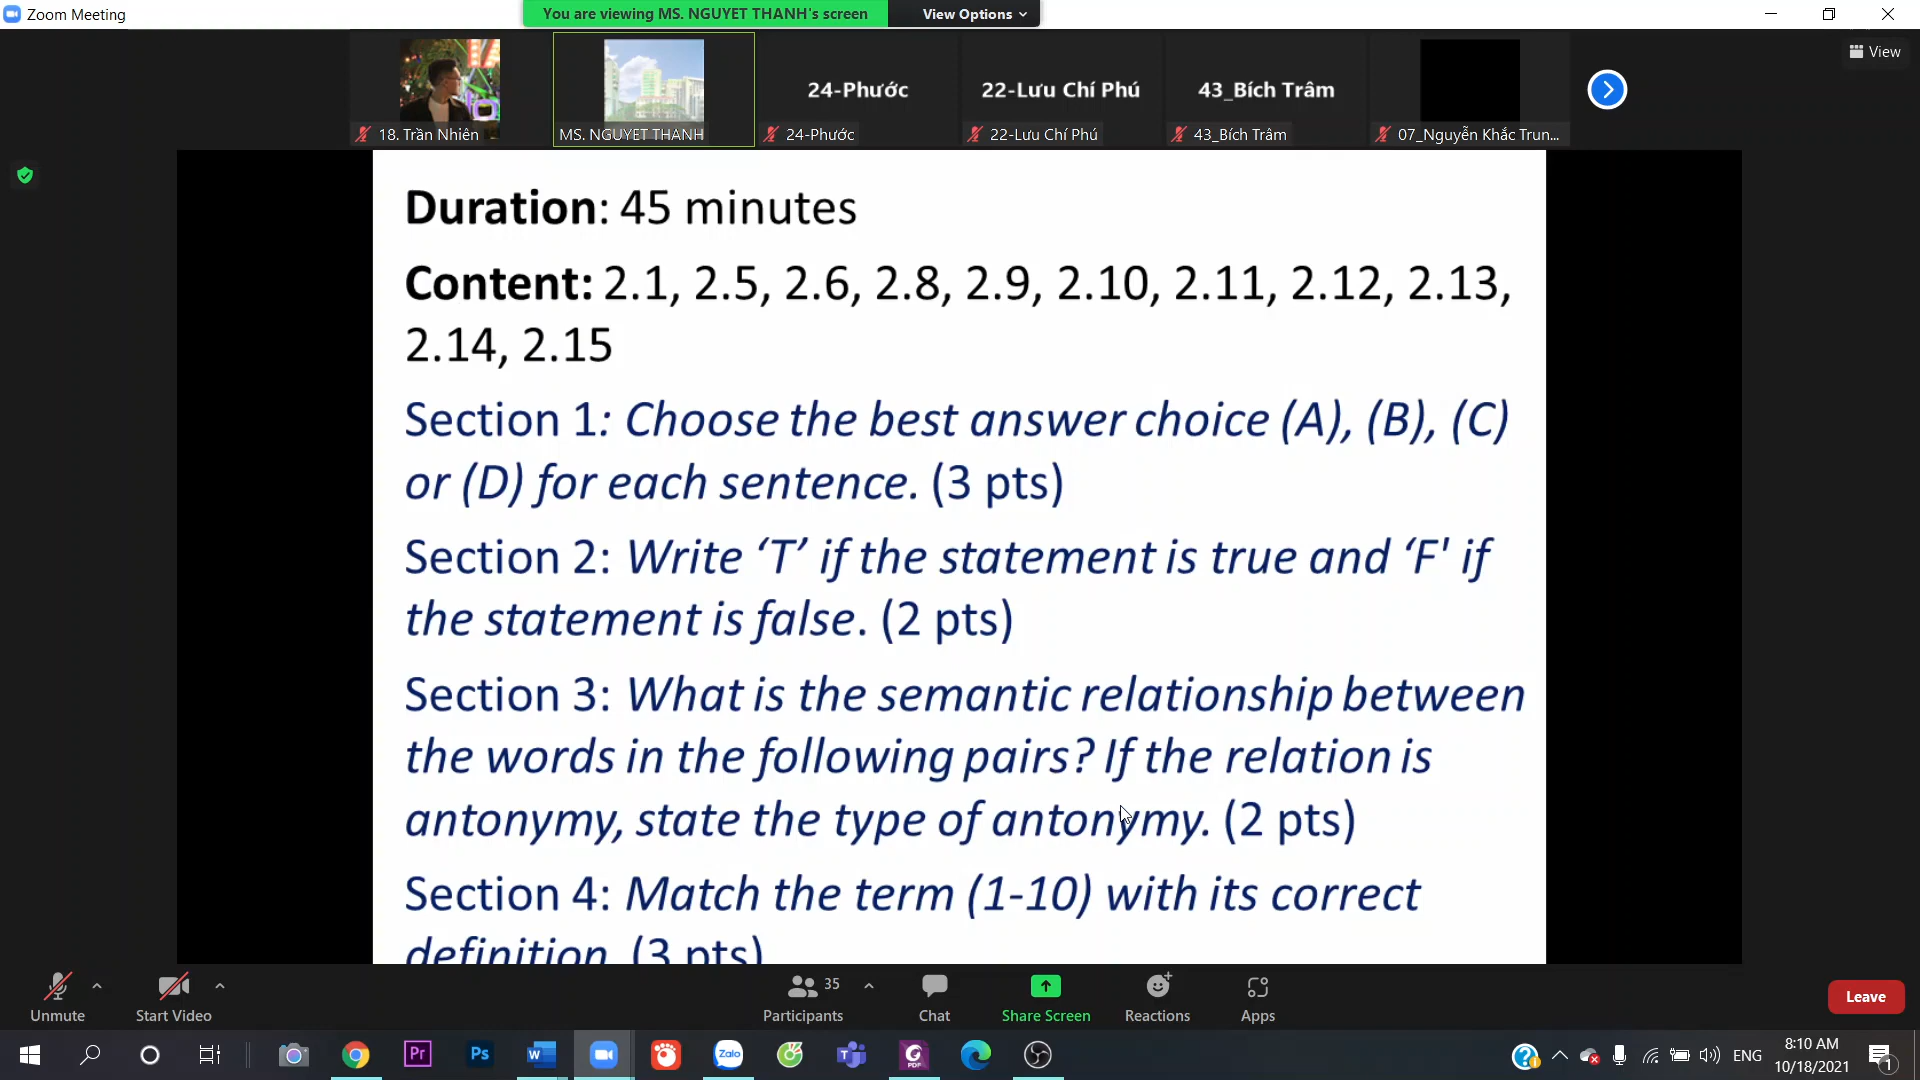 Zoom Meeting
You are viewing MS. NGUYET THANH's screen
View Options
View
24-Phước
22-Lưu Chí Phú
43_Bích Trâm
18. Trần Nhiên
MS. NGUYET THANH
24-Phước
22-Lưu Chí Phú
43_Bích Trâm
07_Nguyễn Khắc Trun...
Duration: 45 minutes
Content: 2.1, 2.5, 2.6, 2.8, 2.9, 2.10, 2.11, 2.12, 2.13,
2.14, 2.15
Section 1: Choose the best answer choice (A), (B), (C)
or (D) for each sentence. (3 pts)
Section 2: Write ‘T’ if the statement is true and ‘F' if
the statement is false. (2 pts)
Section 3: What is the semantic relationship between
the words in the following pairs? If the relation is
antonymy, state the type of antonymy. (2 pts)
Section 4: Match the term (1-10) with its correct
definition. (3 pts)
35
Unmute
Start Video
Participants
Chat
Share Screen
Reactions
Apps
Leave
Pr
Ps
W
Zalo
PDF
ENG
8:10 AM
10/18/2021
1